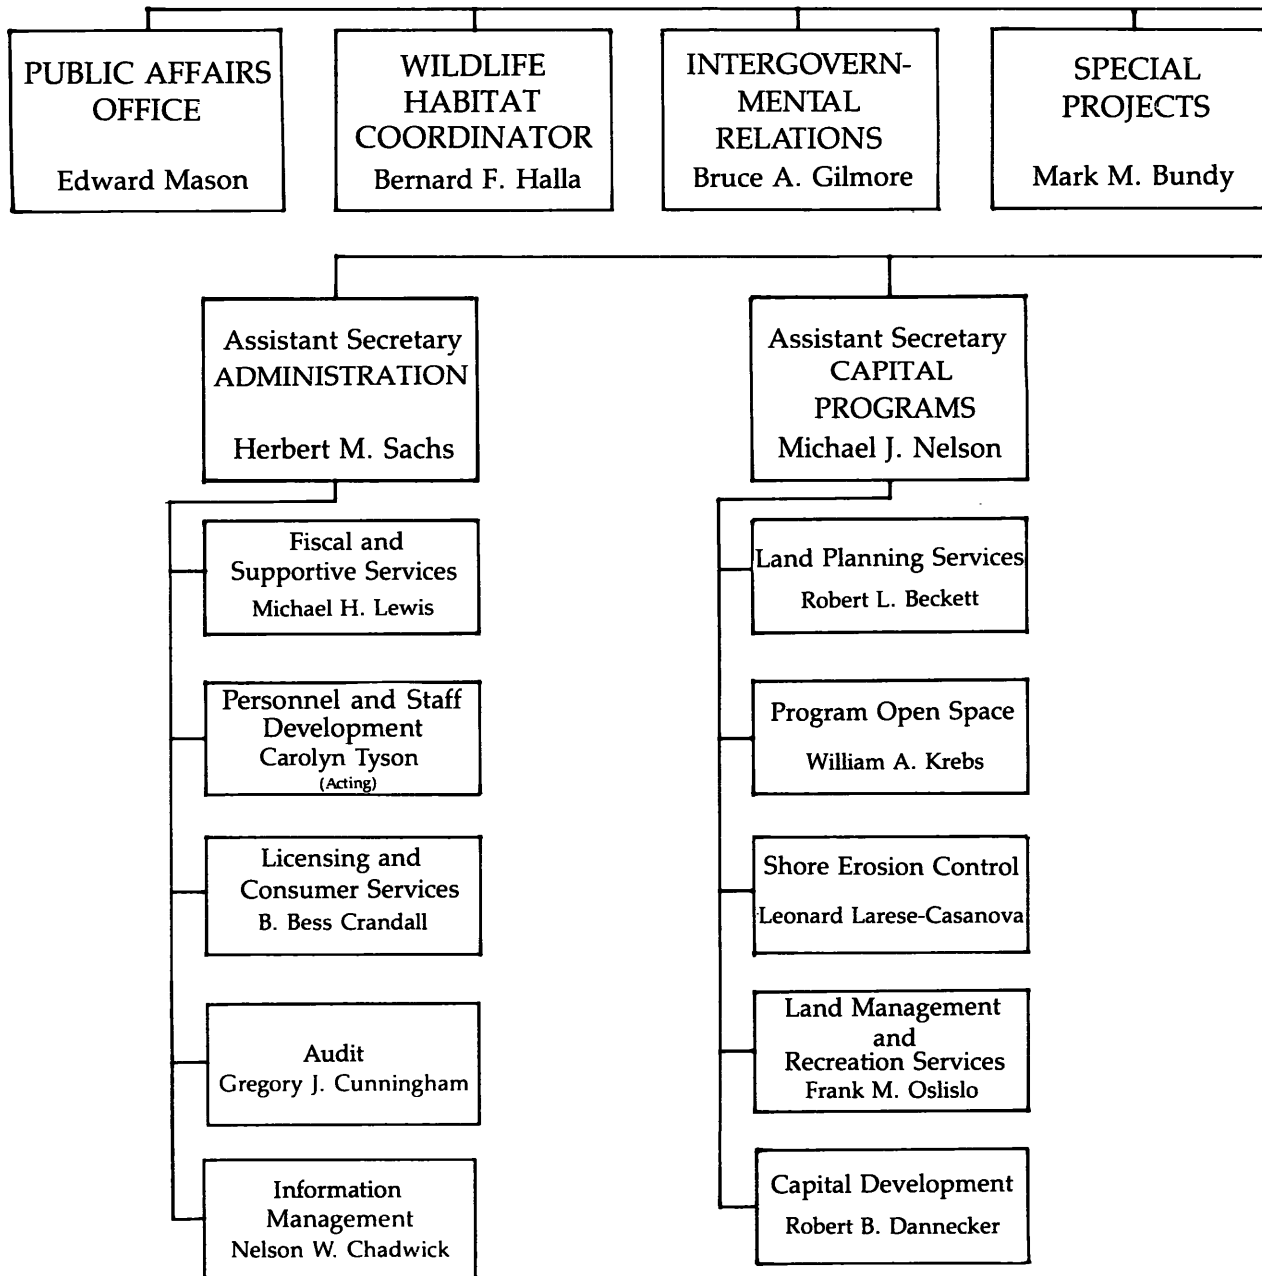 PUBLIC AFFAIRS
OFFICE
Edward Mason
WILDLIFE
HABITAT
COORDINATOR
Bernard F. Halla
INTERGOVERN-
MENTAL
RELATIONS
Bruce A. Gilmore
SPECIAL
PROJECTS
Mark M. Bundy
Assistant Secretary
ADMINISTRATION
Herbert M. Sachs
Fiscal and
Supportive Services
Michael H. Lewis
Personnel and Staff
Development
Carolyn Tyson
(Acting)
Licensing and
Consumer Services
B. Bess Crandall
Audit
Gregory J. Cunningham
Information
Management
Nelson W. Chadwick
Assistant Secretary
CAPITAL
PROGRAMS
Michael J. Nelson
Land Planning Services
Robert L. Beckett
Program Open Space
William A. Krebs
Shore Erosion Control
Leonard Larese-Casanova
Land Management
and
Recreation Services
Frank M. Oslislo
Capital Development
Robert B. Dannecker